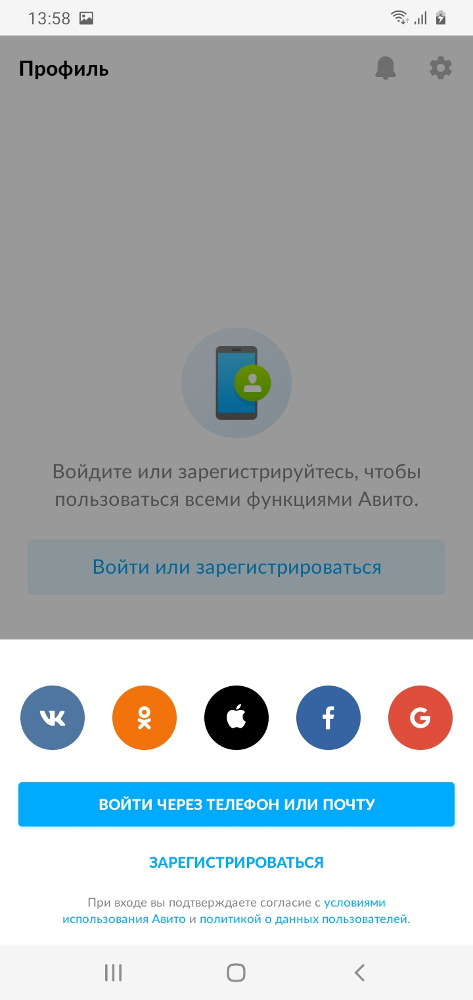 13:58
Профиль
Войдите или зарегистрируйтесь, чтобы
пользоваться всеми функциями Авито.
Войти или зарегистрироваться
ВОЙТИ ЧЕРЕЗ ТЕЛЕФОН ИЛИ ПОЧТУ
ЗАРЕГИСТРИРОВАТЬСЯ
При входе вы подтверждаете согласие с условиями
использования Авито и политикой о данных пользователей.